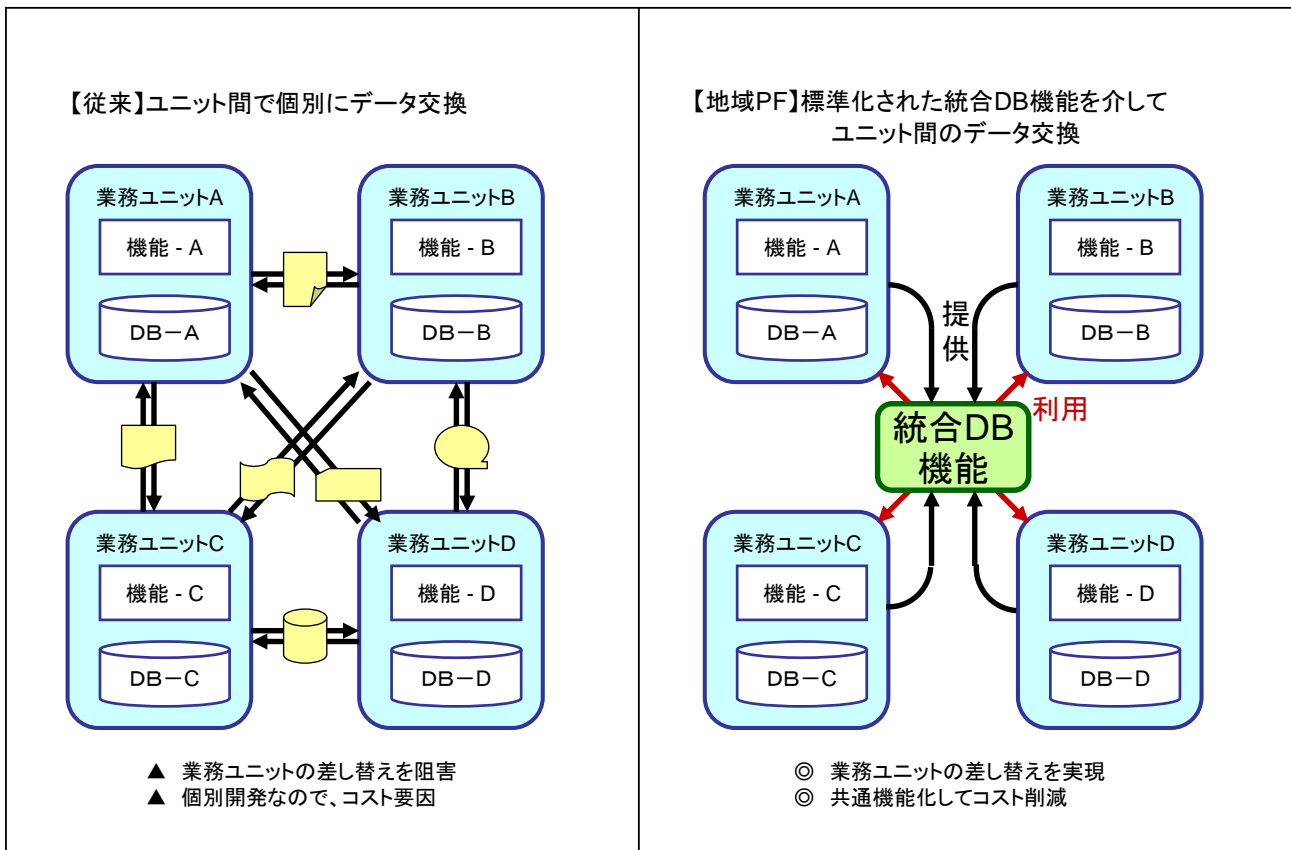 【従来】ユニット間で個別にデータ交換
業務ユニットA
機能 - A
DB－A
業務ユニットB
機能 - B
DB－B
業務ユニットC
機能 - C
DB－C
業務ユニットD
機能 - D
DB－D
▲ 業務ユニットの差し替えを阻害
▲ 個別開発なので、コスト要因
【地域PF】標準化された統合DB機能を介して
ユニット間のデータ交換
業務ユニットA
機能 - A
DB－A
業務ユニットB
機能 - B
DB－B
提供
利用
統合DB
機能
業務ユニットC
機能 - C
DB－C
業務ユニットD
機能 - D
DB－D
◎ 業務ユニットの差し替えを実現
◎ 共通機能化してコスト削減